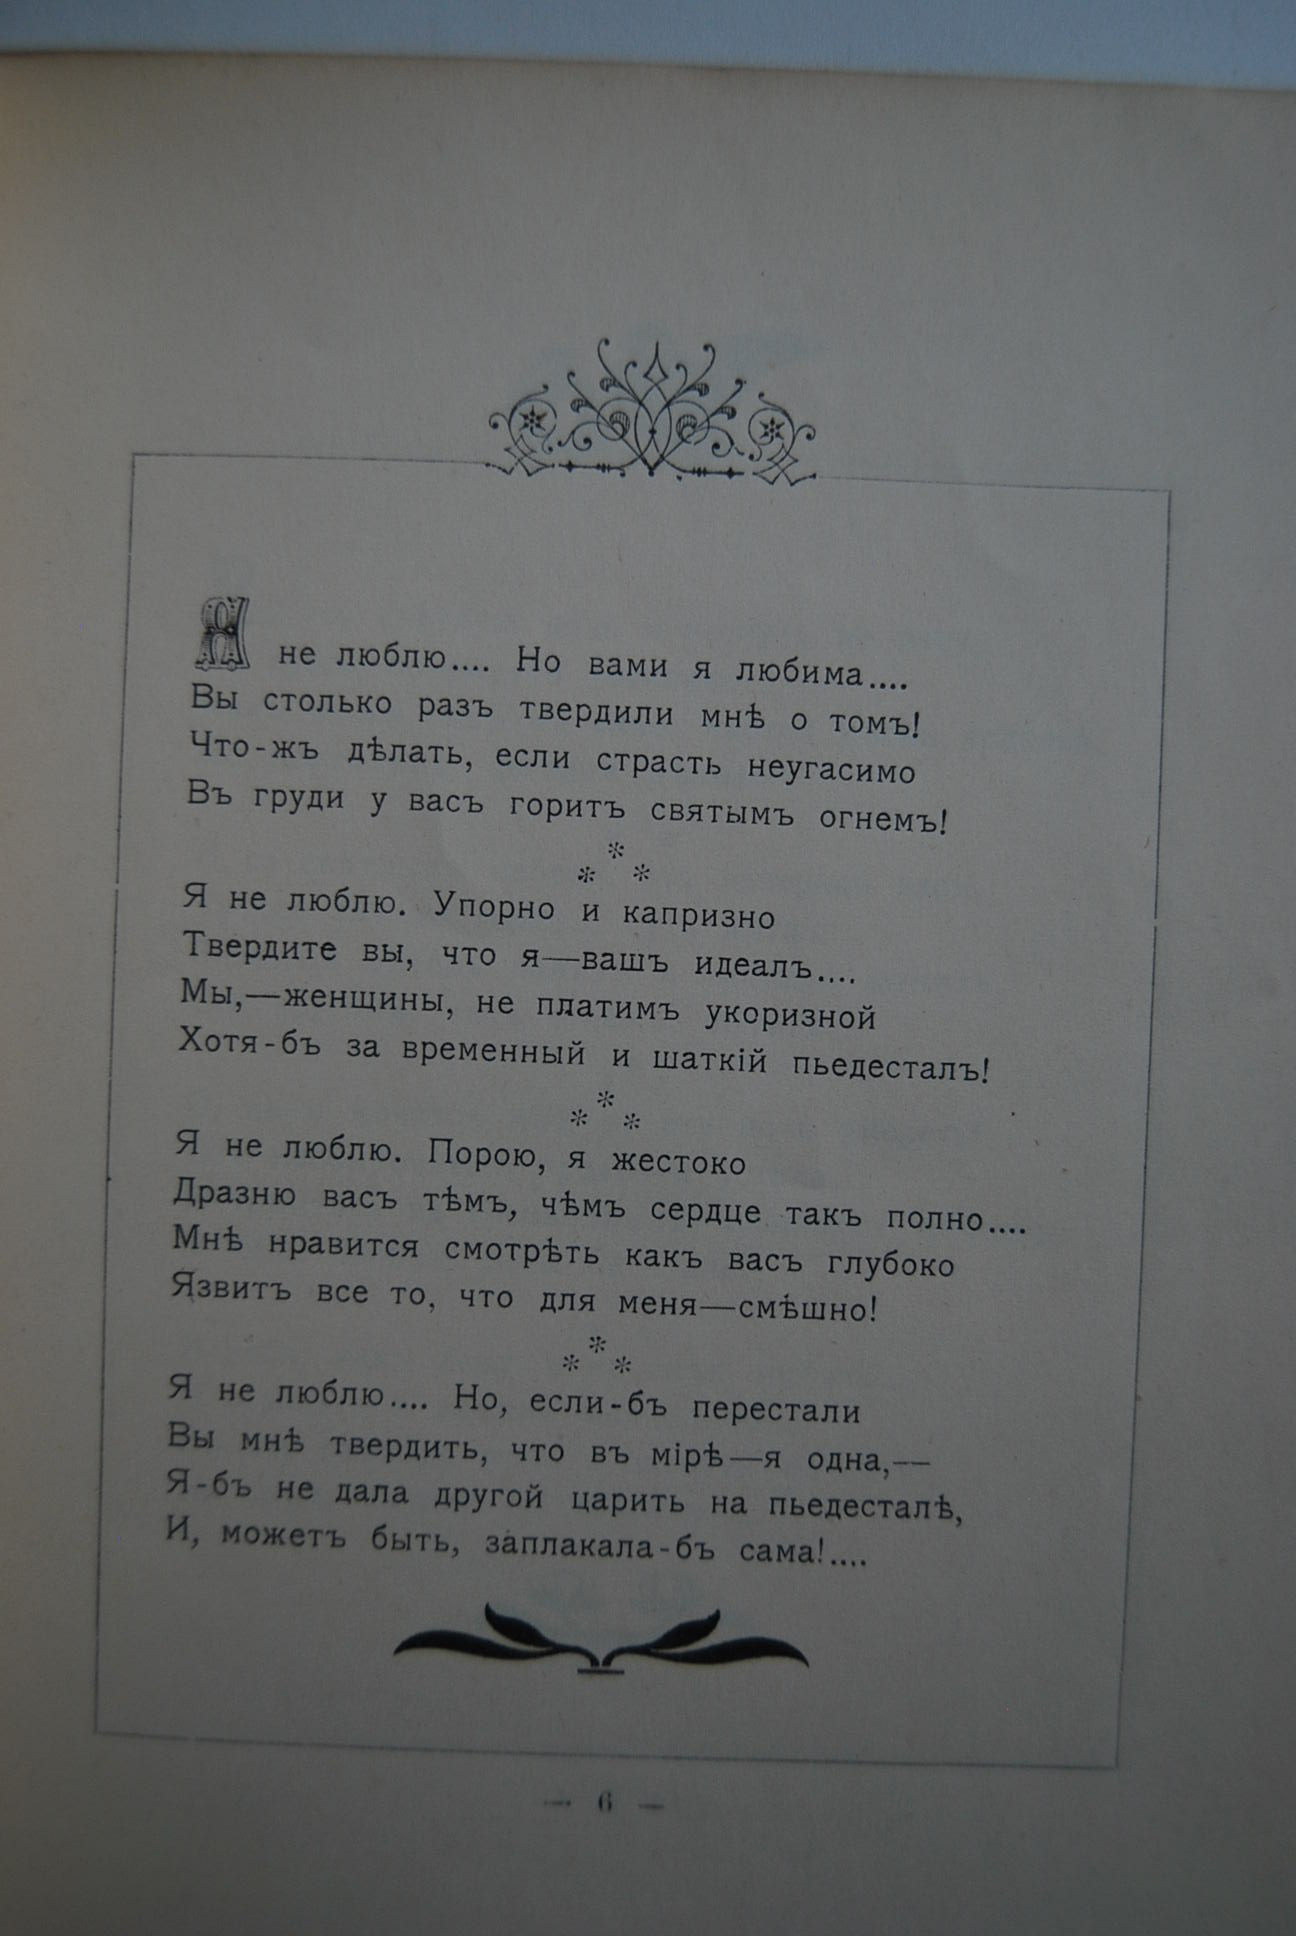 Я не люблю.... Но вами я любима....
Вы столько разъ твердили мнѣ о томъ!
Что-жъ дѣлать, если страсть неугасимо
Въ груди у васъ горитъ святымъ огнемъ!
* * *
Я не люблю. Упорно и капризно
Твердите вы, что я—вашъ идеалъ....
Мы,—женщины, не платимъ укоризной
Хотя-бъ за временный и шаткій пьедесталъ!
* * *
Я не люблю. Порою, я жестоко
Дразню васъ тѣмъ, чѣмъ сердце такъ полно....
Мнѣ нравится смотрѣть какъ васъ глубоко
Язвитъ все то, что для меня—смѣшно!
* * *
Я не люблю.... Но, если-бъ перестали
Вы мнѣ твердить, что въ мірѣ—я одна,—
Я-бъ не дала другой царить на пьедесталѣ,
И, можетъ быть, заплакала-бъ сама!....
— 6 —